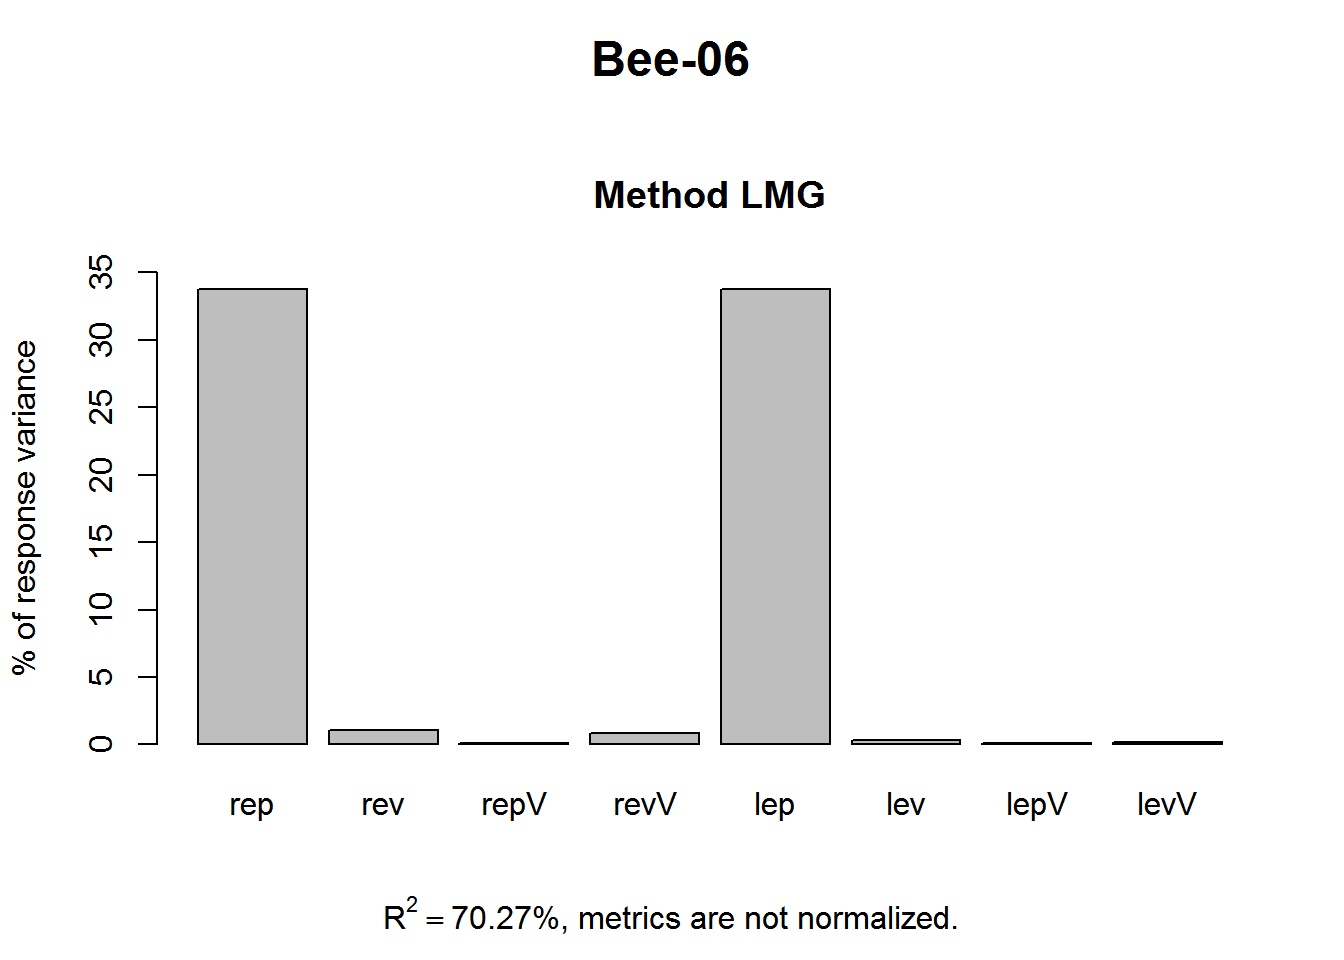 Bee-06
Method LMG
% of response variance
35
30
25
20
15
10
5
0
rep rev repV revV lep lev lepV levV
R² = 70.27%, metrics are not normalized.